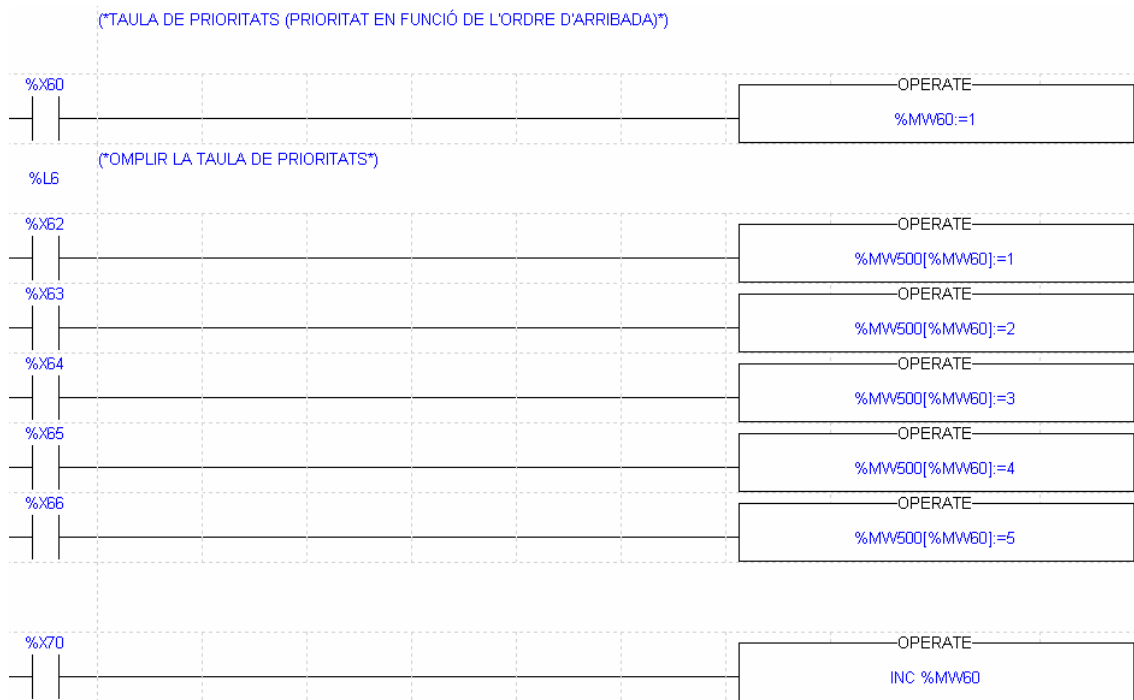 (*TAULA DE PRIORITATS (PRIORITAT EN FUNCIÓ DE L'ORDRE D'ARRIBADA)*)
%X60
OPERATE
%MW60:=1
(*OMPLIR LA TAULA DE PRIORITATS*)
%L6
%X62
OPERATE
%MW500[%MW60]:=1
%X63
OPERATE
%MW500[%MW60]:=2
%X64
OPERATE
%MW500[%MW60]:=3
%X65
OPERATE
%MW500[%MW60]:=4
%X66
OPERATE
%MW500[%MW60]:=5
%X70
OPERATE
INC %MW60